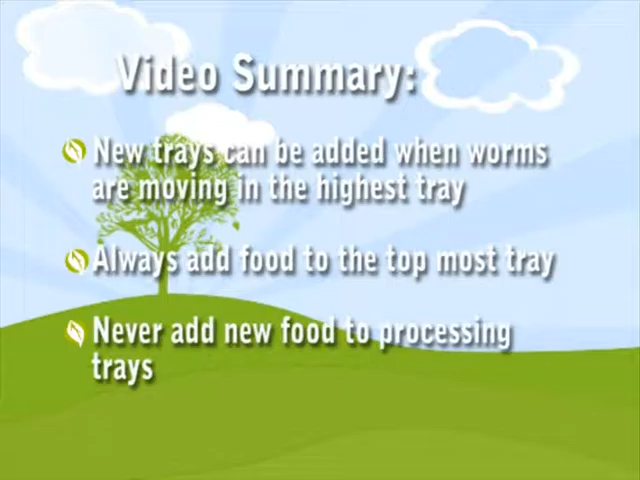 Video Summary:
New trays can be added when worms
are moving in the highest tray
Always add food to the top most tray
Never add new food to processing
trays